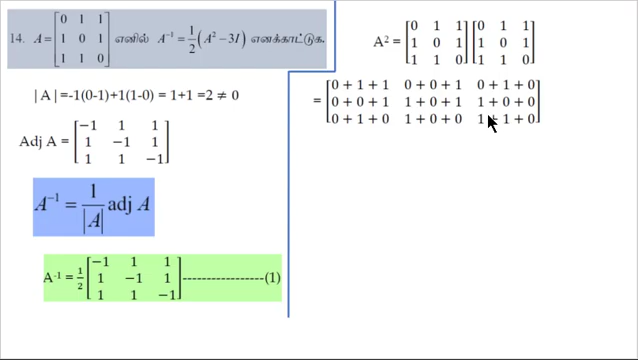 14. A = [0 1 1; 1 0 1; 1 1 0] எனில் A⁻¹ = 1/2 (A² − 3I) எனக்காட்டுக.
| A | =-1(0-1)+1(1-0) = 1+1 =2 ≠ 0
Adj A = [−1 1 1; 1 −1 1; 1 1 −1]
A⁻¹ = 1/|A| adj A
A⁻¹ = 1/2 [−1 1 1; 1 −1 1; 1 1 −1] -----------------(1)
A² = [0 1 1; 1 0 1; 1 1 0] [0 1 1; 1 0 1; 1 1 0]
= [0 + 1 + 1 0 + 0 + 1 0 + 1 + 0; 0 + 0 + 1 1 + 0 + 1 1 + 0 + 0; 0 + 1 + 0 1 + 0 + 0 1 + 1 + 0]